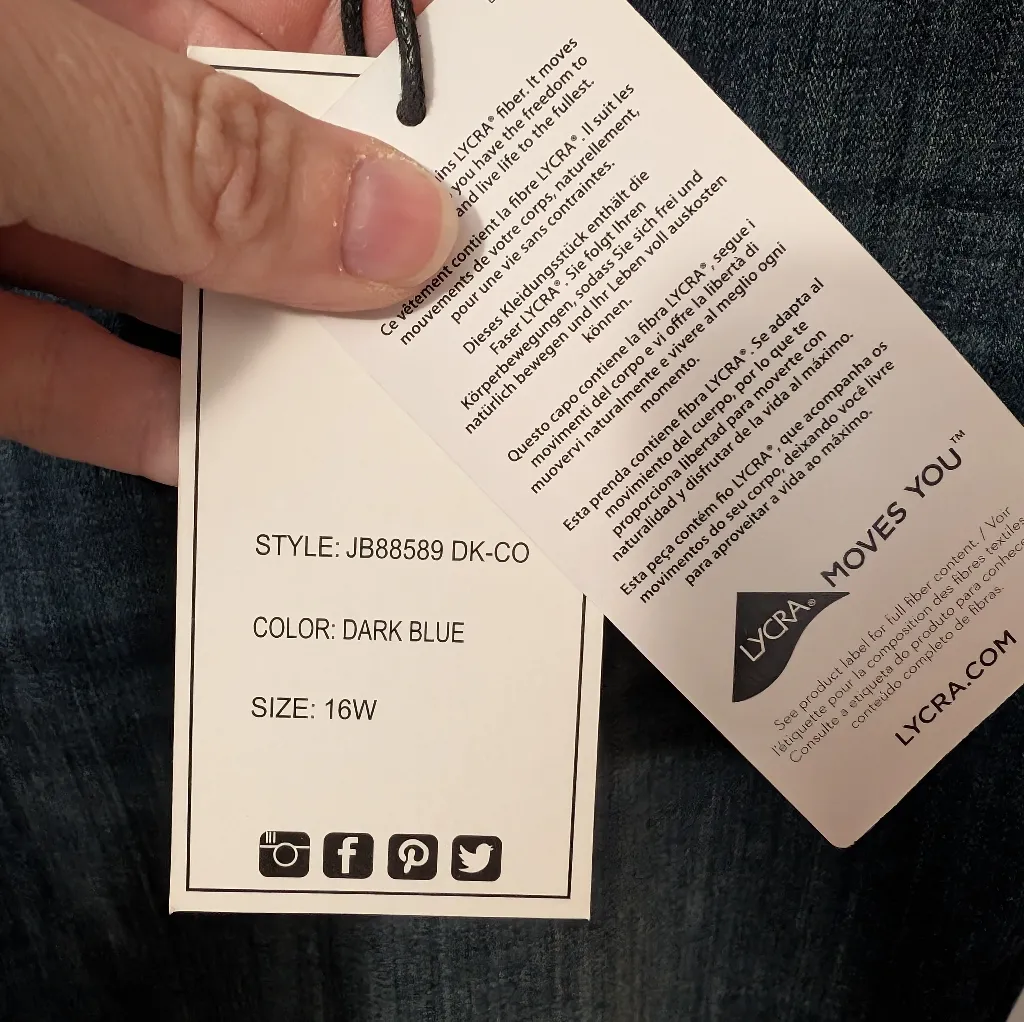 STYLE: JB88589 DK-CO
COLOR: DARK BLUE
SIZE: 16W
LYCRA® fiber. It moves
you have the freedom to
and live life to the fullest.
Ce vêtement contient la fibre LYCRA®. Il suit les
mouvements de votre corps, naturellement,
pour une vie sans contraintes.
Dieses Kleidungsstück enthält die
Faser LYCRA®. Sie folgt Ihren
Körperbewegungen, sodass Sie sich frei und
natürlich bewegen und Ihr Leben voll auskosten
können.
Questo capo contiene la fibra LYCRA®, segue i
movimenti del corpo e vi offre la libertà di
muovervi naturalmente e vivere al meglio ogni
momento.
Esta prenda contiene fibra LYCRA®. Se adapta al
movimiento del cuerpo, por lo que te
proporciona libertad para moverte con
naturalidad y disfrutar de la vida al máximo.
Esta peça contém fio LYCRA®, que acompanha os
movimentos do seu corpo, deixando você livre
para aproveitar a vida ao máximo.
LYCRA® MOVES YOU™
See product label for full fiber content. / Voir
l'étiquette pour la composition des fibres textiles
Consulte a etiqueta do produto para conhecer
conteúdo completo de fibras.
LYCRA.COM